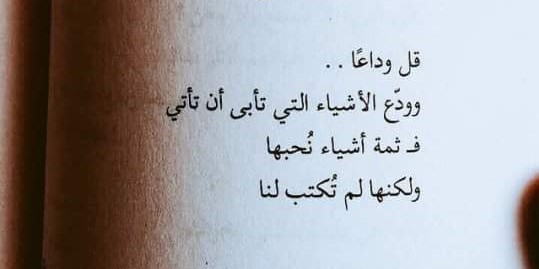 قل وداعًا . .
وودّع الأشياء التي تأبى أن تأتي
فـ ثمة أشياء نُحبها
ولكنها لم تُكتب لنا